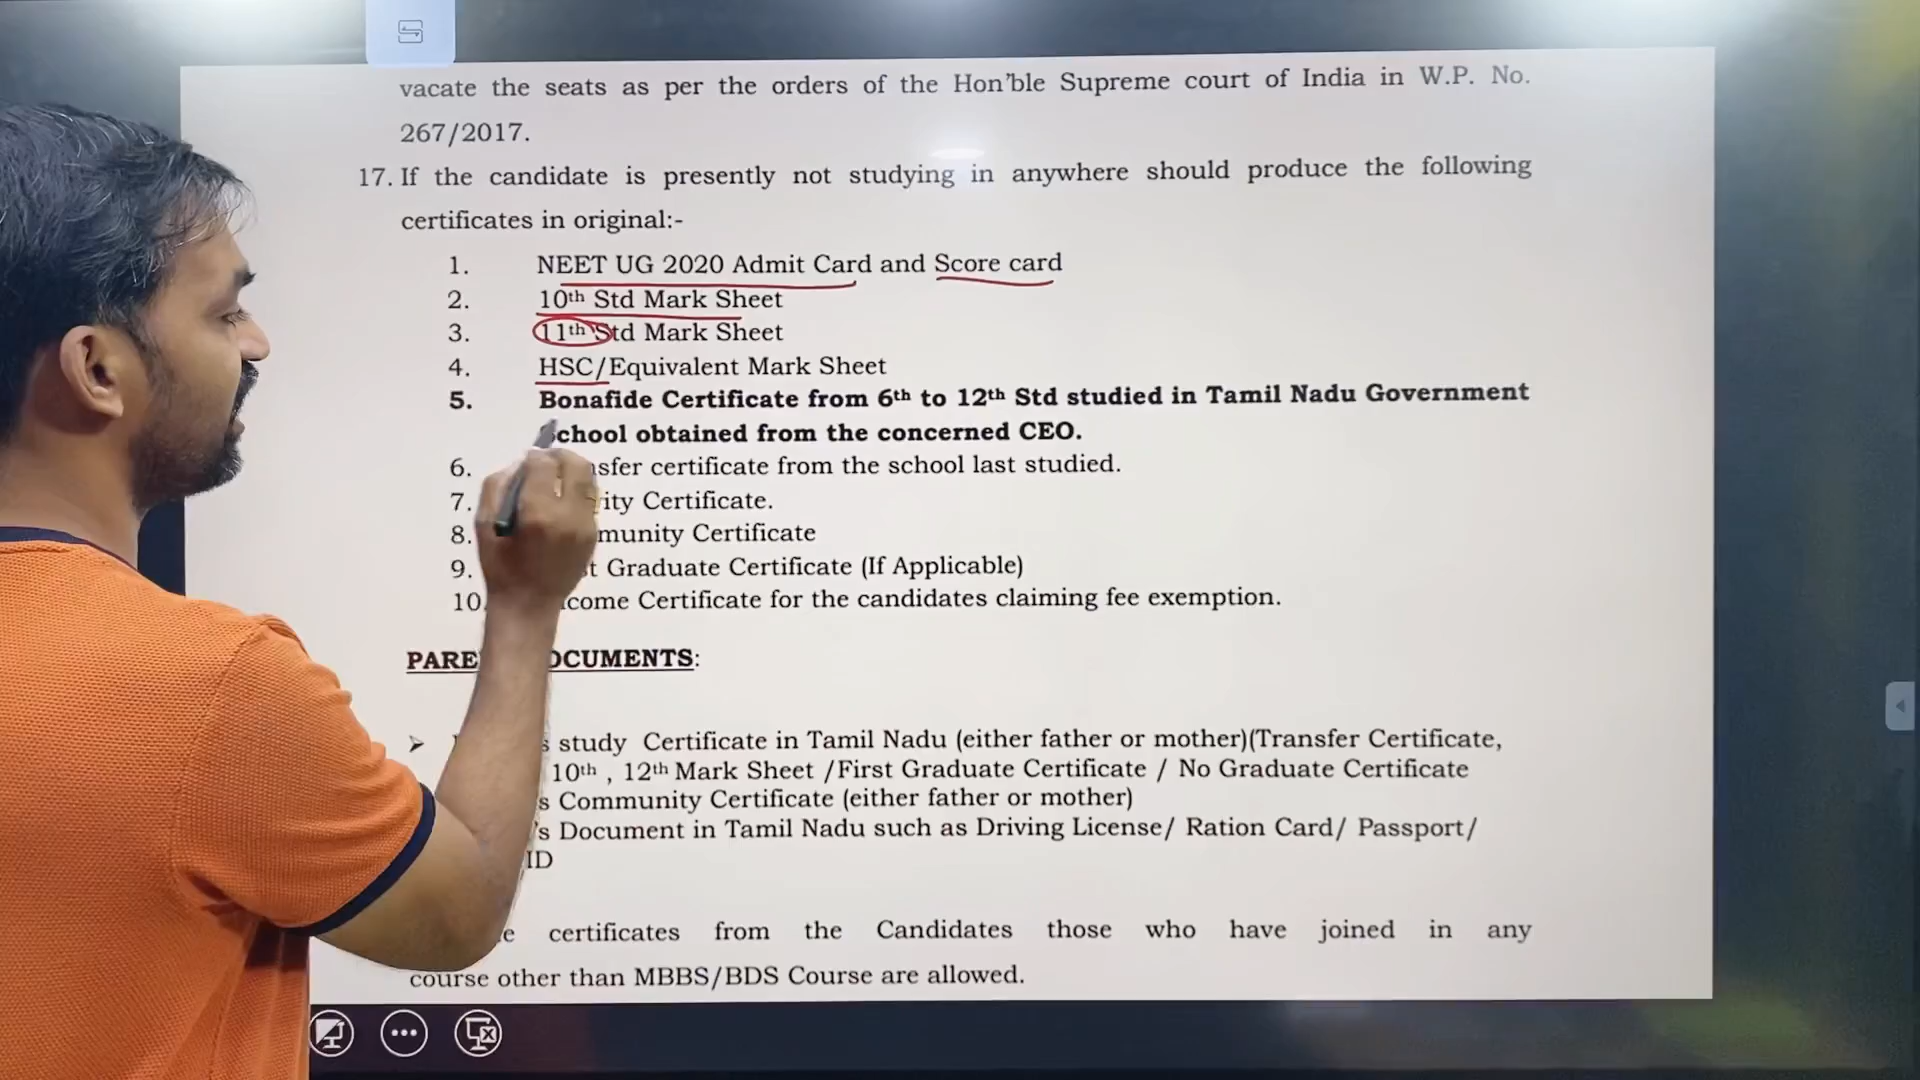 vacate the seats as per the orders of the Hon'ble Supreme court of India in W.P. No.
267/2017.
17. If the candidate is presently not studying in anywhere should produce the following
certificates in original:-
1. NEET UG 2020 Admit Card and Score card
2. 10th Std Mark Sheet
3. 11th Std Mark Sheet
4. HSC/Equivalent Mark Sheet
5. Bonafide Certificate from 6th to 12th Std studied in Tamil Nadu Government
School obtained from the concerned CEO.
6. certificate from the school last studied.
7. Certificate.
8. Certificate
9. Graduate Certificate (If Applicable)
10. Income Certificate for the candidates claiming fee exemption.
DOCUMENTS:
➤ study Certificate in Tamil Nadu (either father or mother)(Transfer Certificate,
10th , 12th Mark Sheet /First Graduate Certificate / No Graduate Certificate
Community Certificate (either father or mother)
Document in Tamil Nadu such as Driving License/ Ration Card/ Passport/
ID
certificates from the Candidates those who have joined in any
course other than MBBS/BDS Course are allowed.